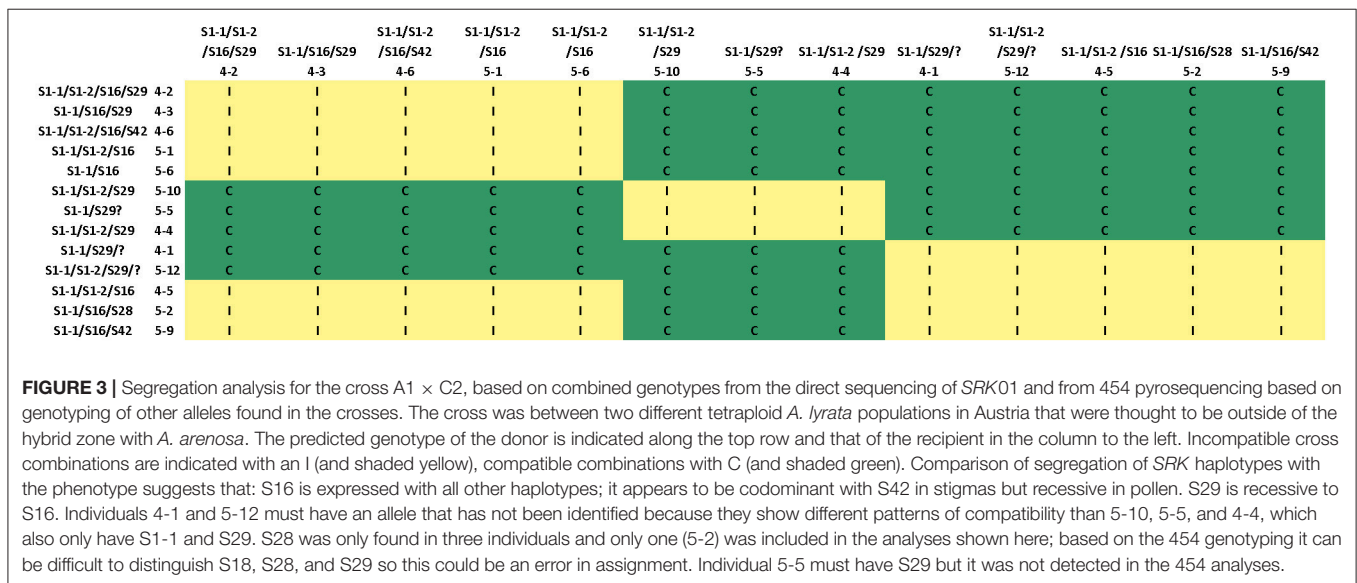 S1-1/S1-2 S1-1/S1-2 S1-1/S1-2 S1-1/S1-2 S1-1/S1-2 S1-1/S1-2
/S16/S29 S1-1/S16/S29 /S16/S42 /S16 /S16 /S29 S1-1/S29? S1-1/S1-2 /S29 S1-1/S29/? /S29/? S1-1/S1-2 /S16 S1-1/S16/S28 S1-1/S16/S42
4-2 4-3 4-6 5-1 5-6 5-10 5-5 4-4 4-1 5-12 4-5 5-2 5-9
S1-1/S1-2/S16/S29 4-2 I I I I I C C C C C C C C
S1-1/S16/S29 4-3 I I I I I C C C C C C C C
S1-1/S1-2/S16/S42 4-6 I I I I I C C C C C C C C
S1-1/S1-2/S16 5-1 I I I I I C C C C C C C C
S1-1/S16 5-6 I I I I I C C C C C C C C
S1-1/S1-2/S29 5-10 C C C C C I I I C C C C C
S1-1/S29? 5-5 C C C C C I I I C C C C C
S1-1/S1-2/S29 4-4 C C C C C I I I C C C C C
S1-1/S29/? 4-1 C C C C C C C C I I I I I
S1-1/S1-2/S29/? 5-12 C C C C C C C C I I I I I
S1-1/S1-2/S16 4-5 I I I I I C C C I I I I I
S1-1/S16/S28 5-2 I I I I I C C C I I I I I
S1-1/S16/S42 5-9 I I I I I C C C I I I I I
FIGURE 3 | Segregation analysis for the cross A1 × C2, based on combined genotypes from the direct sequencing of SRK01 and from 454 pyrosequencing based on
genotyping of other alleles found in the crosses. The cross was between two different tetraploid A. lyrata populations in Austria that were thought to be outside of the
hybrid zone with A. arenosa. The predicted genotype of the donor is indicated along the top row and that of the recipient in the column to the left. Incompatible cross
combinations are indicated with an I (and shaded yellow), compatible combinations with C (and shaded green). Comparison of segregation of SRK haplotypes with
the phenotype suggests that: S16 is expressed with all other haplotypes; it appears to be codominant with S42 in stigmas but recessive in pollen. S29 is recessive to
S16. Individuals 4-1 and 5-12 must have an allele that has not been identified because they show different patterns of compatibility than 5-10, 5-5, and 4-4, which
also only have S1-1 and S29. S28 was only found in three individuals and only one (5-2) was included in the analyses shown here; based on the 454 genotyping it can
be difficult to distinguish S18, S28, and S29 so this could be an error in assignment. Individual 5-5 must have S29 but it was not detected in the 454 analyses.